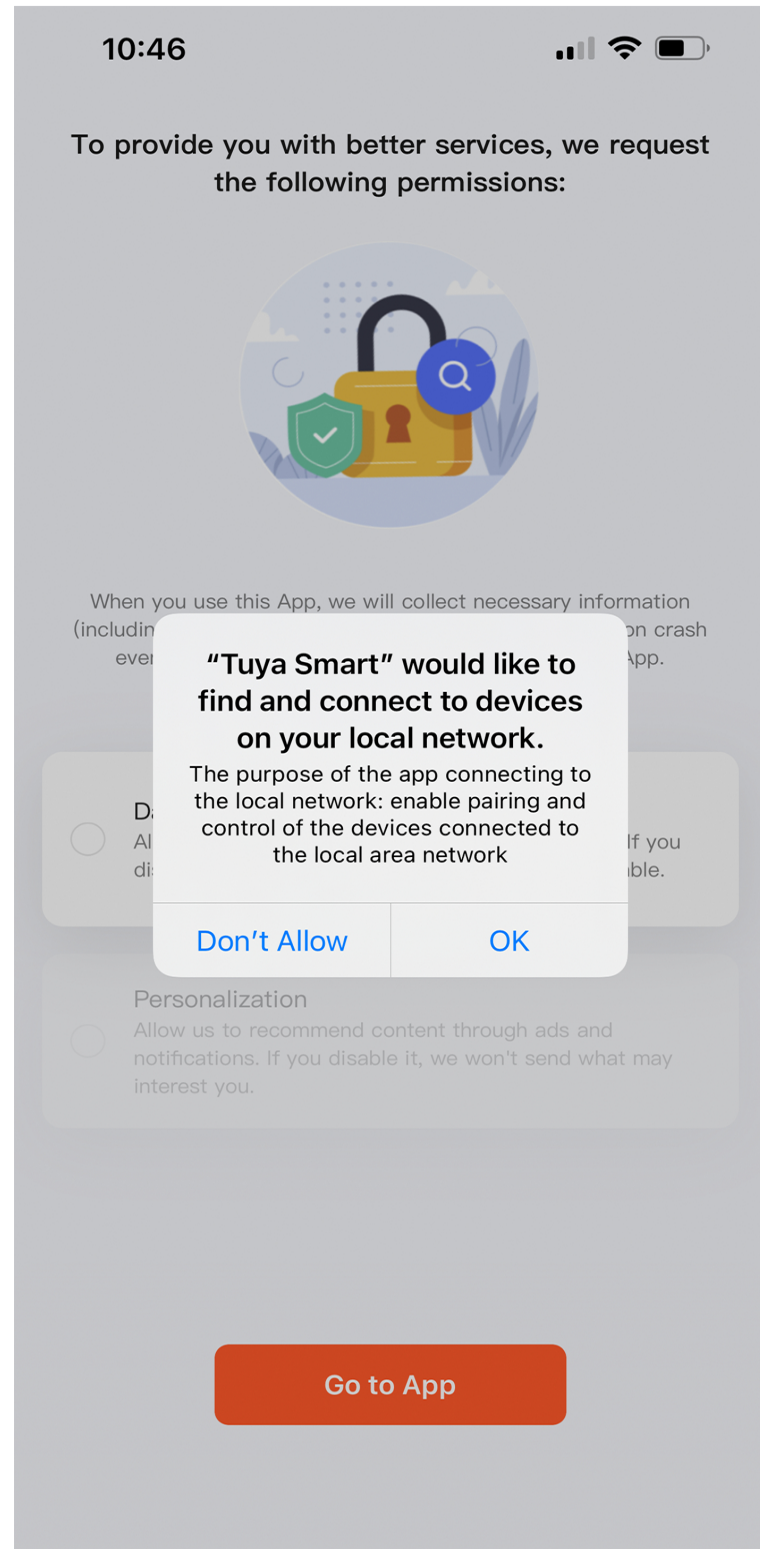 10:46
To provide you with better services, we request
the following permissions:
When you use this App, we will collect necessary information
(including
on crash
App.
“Tuya Smart” would like to
find and connect to devices
on your local network.
The purpose of the app connecting to
the local network: enable pairing and
control of the devices connected to
the local area network
If you
Don’t Allow
OK
Personalization
Allow us to recommend content through ads and
notifications. If you disable it, we won't send what may
interest you.
Go to App